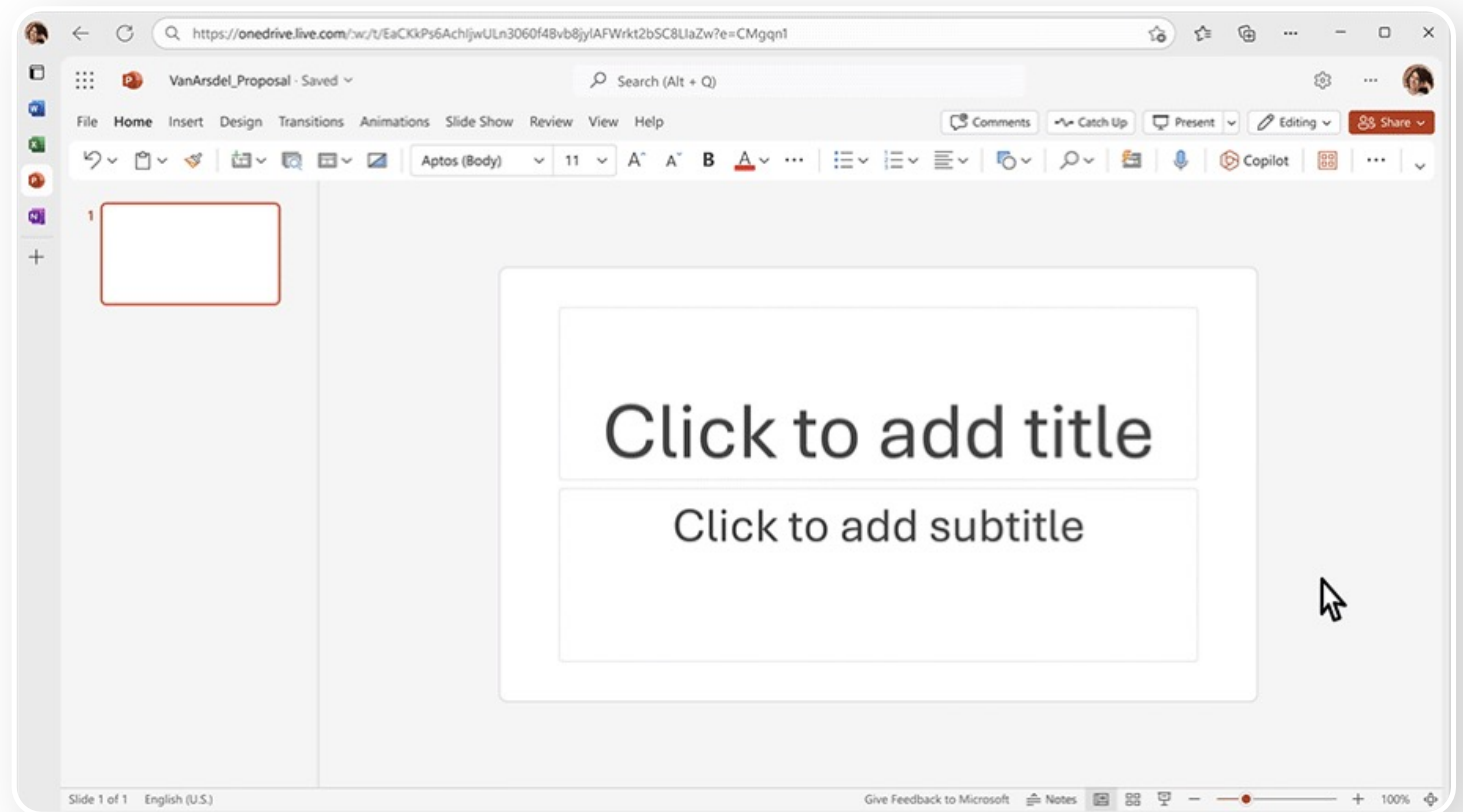 https://onedrive.live.com/:w:/t/EaCKkPs6AchIjwULn3060f48vb8jylAFWrkt2bSC8LIaZw?e=CMgqn1
VanArsdel_Proposal · Saved
Search (Alt + Q)
File Home Insert Design Transitions Animations Slide Show Review View Help Comments Catch Up Present Editing Share
Aptos (Body) 11 A A B A Copilot
1
Click to add title
Click to add subtitle
Slide 1 of 1 English (U.S.) Give Feedback to Microsoft Notes 100%